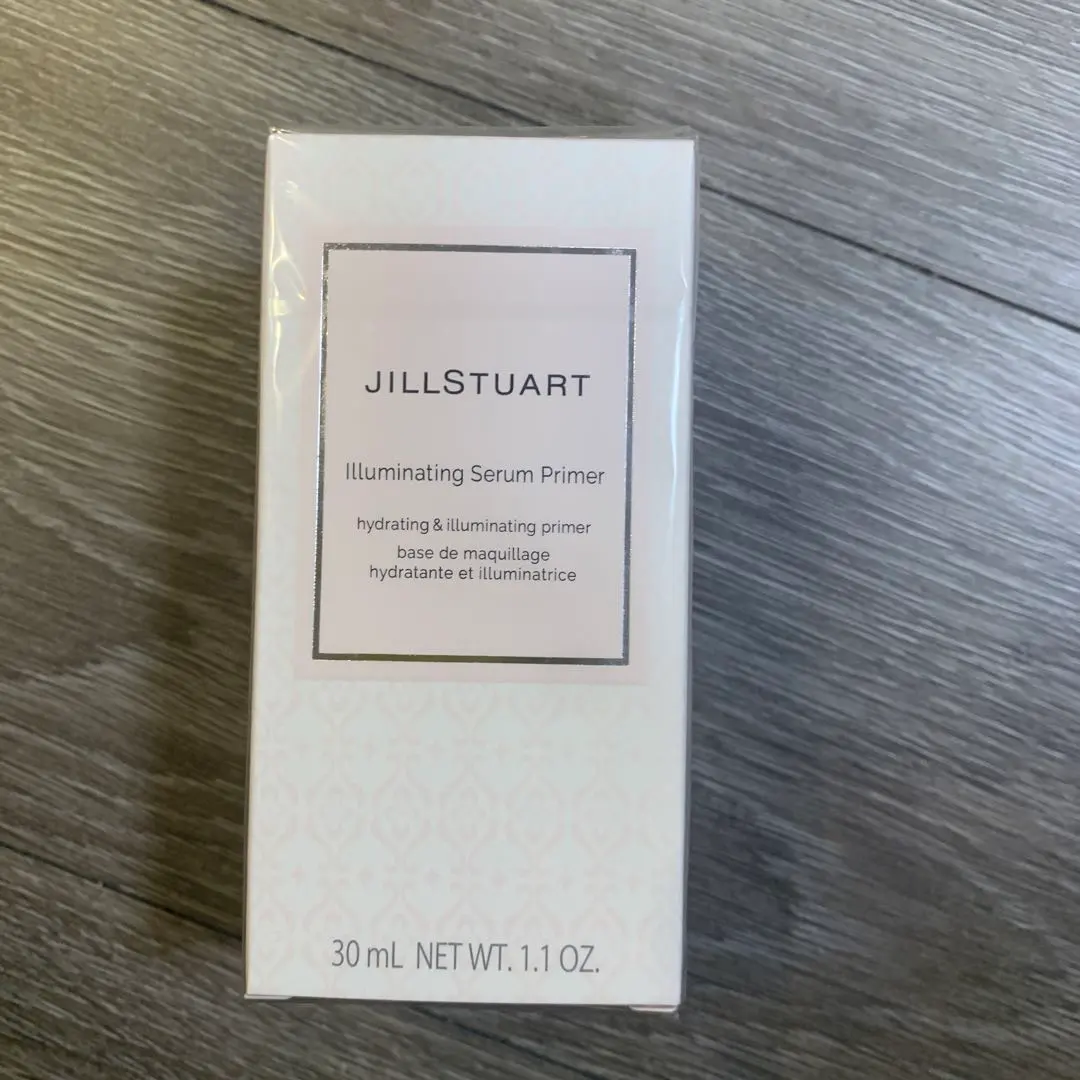 JILLSTUART
Illuminating Serum Primer
hydrating & illuminating primer
base de maquillage
hydratante et illuminatrice
30 mL NET WT. 1.1 OZ.